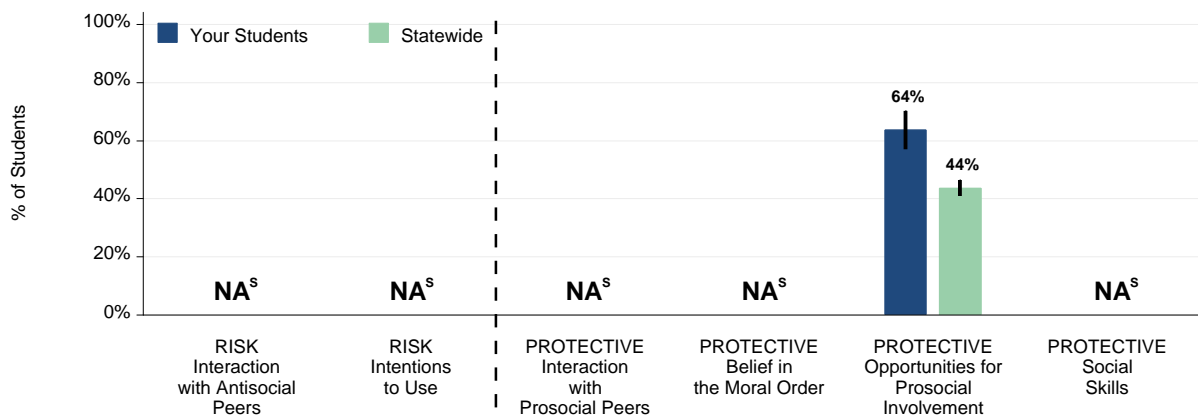 % of Students
100%
80%
60%
40%
20%
0%
Your Students
Statewide
64%
44%
NAˢ
NAˢ
NAˢ
NAˢ
NAˢ
RISK
Interaction
with Antisocial
Peers
RISK
Intentions
to Use
PROTECTIVE
Interaction
with
Prosocial Peers
PROTECTIVE
Belief in
the Moral Order
PROTECTIVE
Opportunities for
Prosocial
Involvement
PROTECTIVE
Social
Skills